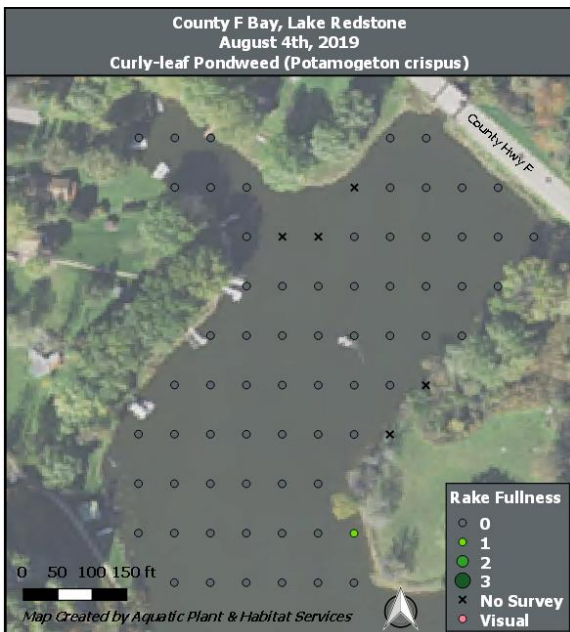 County F Bay, Lake Redstone
August 4th, 2019
Curly-leaf Pondweed (Potamogeton crispus)
County Hwy F
Rake Fullness
0
1
2
3
No Survey
Visual
0 50 100 150 ft
Map Created by Aquatic Plant & Habitat Services